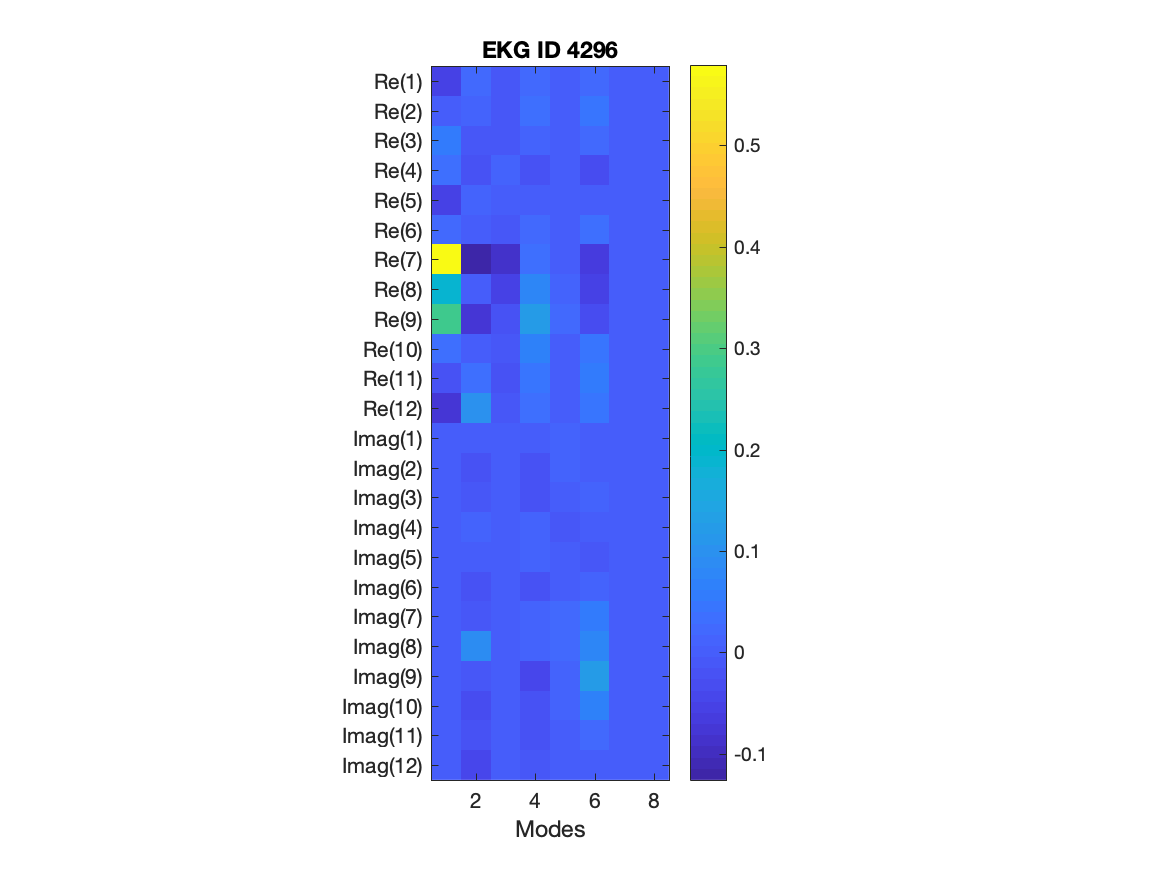 EKG ID 4296
Re(1)
Re(2)
Re(3)
Re(4)
Re(5)
Re(6)
Re(7)
Re(8)
Re(9)
Re(10)
Re(11)
Re(12)
Imag(1)
Imag(2)
Imag(3)
Imag(4)
Imag(5)
Imag(6)
Imag(7)
Imag(8)
Imag(9)
Imag(10)
Imag(11)
Imag(12)
2 4 6 8
Modes
0.5
0.4
0.3
0.2
0.1
0
-0.1